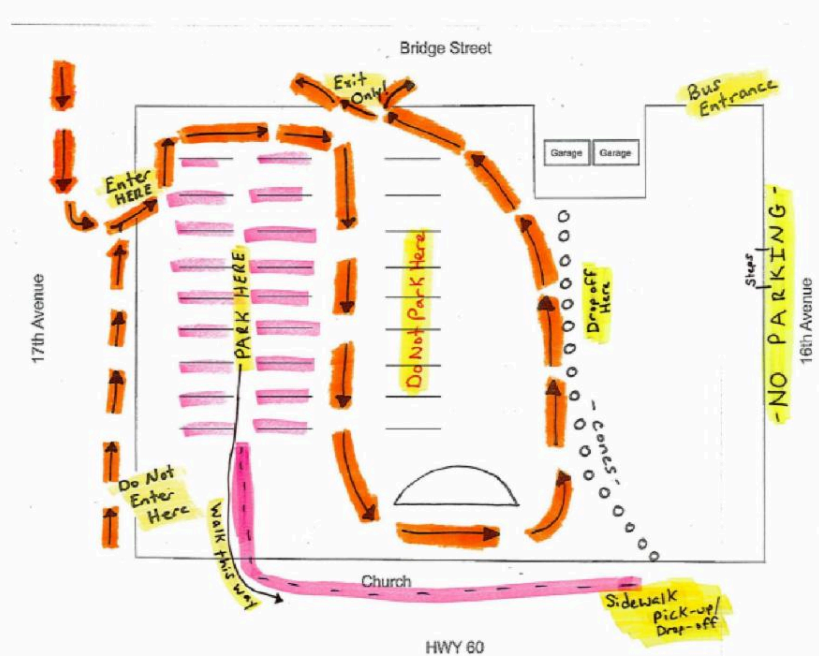 Bridge Street
Exit
Only!
Bus
Entrance
Enter
HERE
Garage
Garage
17th Avenue
PARK HERE
Do Not Park Here
Drop off
Here
Steps
-NO PARKING-
16th Avenue
-cones-
Do Not
Enter
Here
Walk this way
Church
Sidewalk
Pick-up/
Drop-off
HWY 60